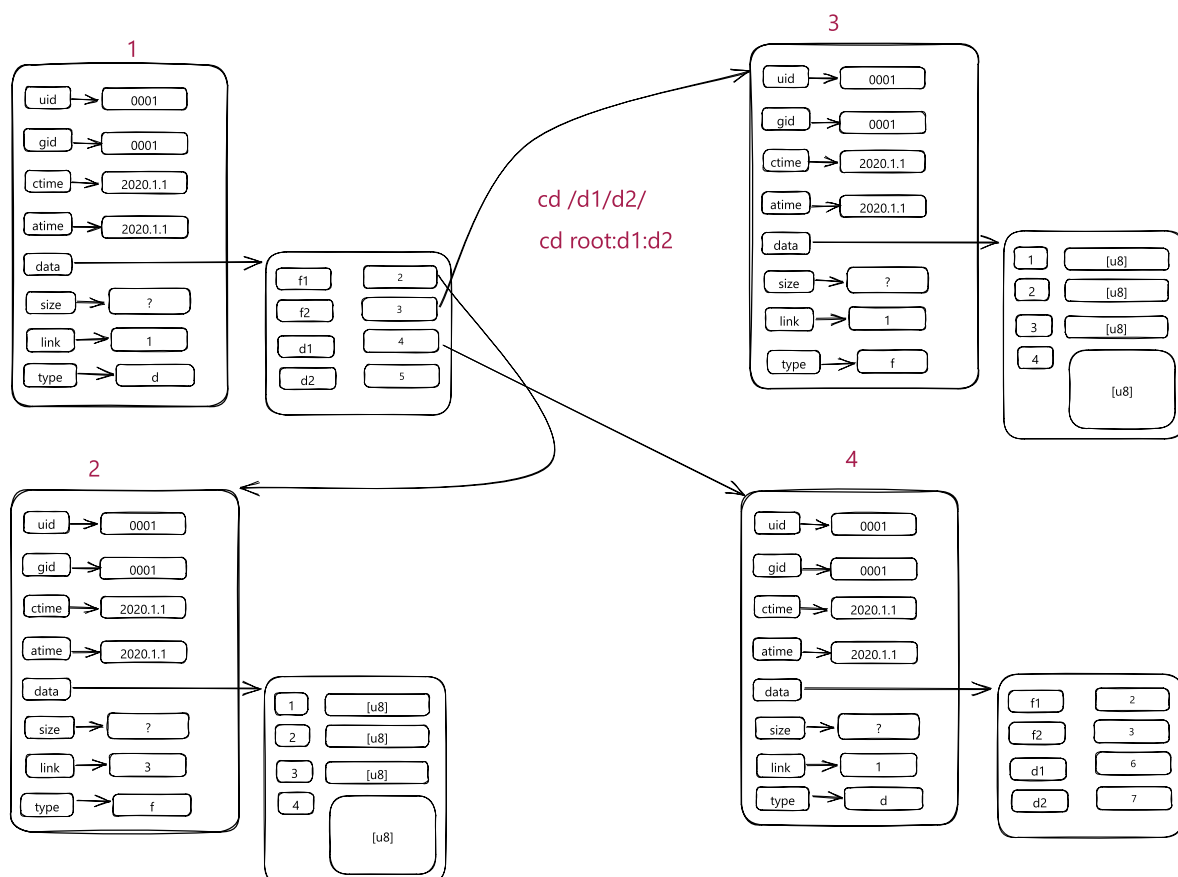 1
uid 0001
gid 0001
ctime 2020.1.1
atime 2020.1.1
data
size ?
link 1
type d
f1 2
f2 3
d1 4
d2 5
cd /d1/d2/
cd root:d1:d2
3
uid 0001
gid 0001
ctime 2020.1.1
atime 2020.1.1
data
size ?
link 1
type f
1 [u8]
2 [u8]
3 [u8]
4 [u8]
2
uid 0001
gid 0001
ctime 2020.1.1
atime 2020.1.1
data
size ?
link 3
type f
1 [u8]
2 [u8]
3 [u8]
4 [u8]
4
uid 0001
gid 0001
ctime 2020.1.1
atime 2020.1.1
data
size ?
link 1
type d
f1 2
f2 3
d1 6
d2 7